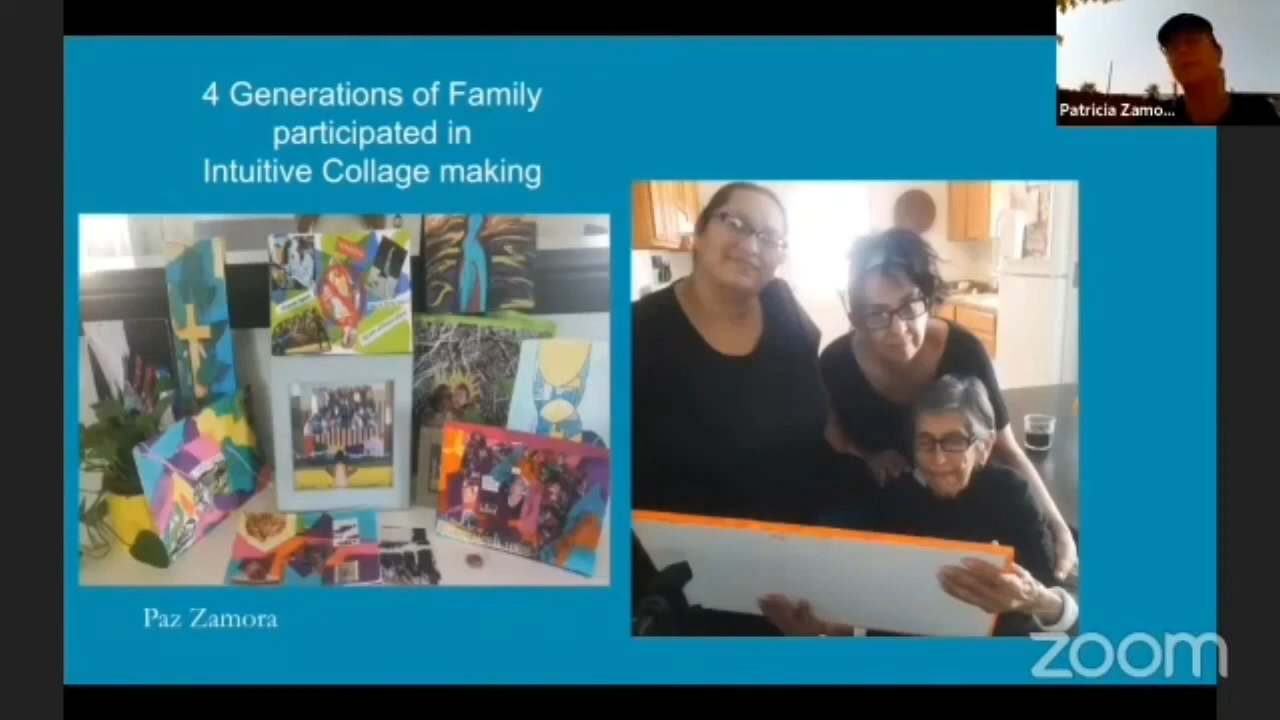 4 Generations of Family
participated in
Intuitive Collage making
Patricia Zamo...
Paz Zamora
zoom